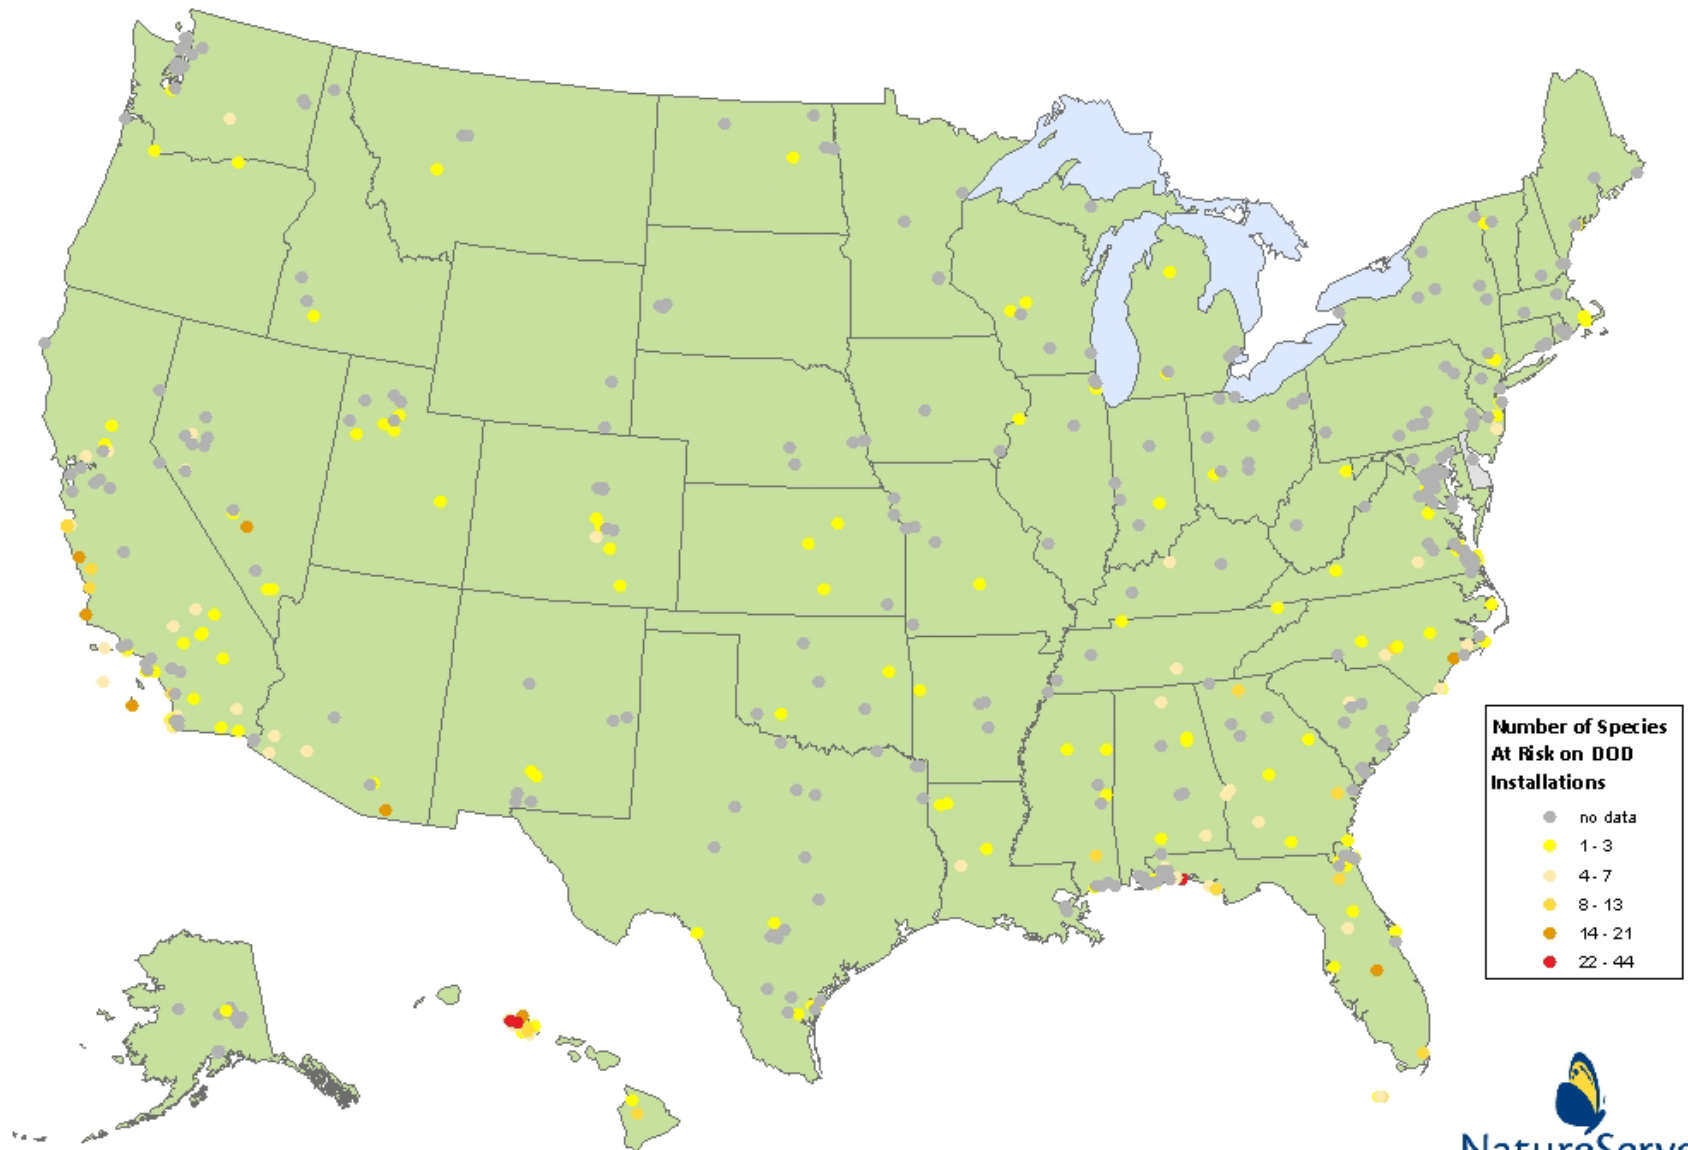 Number of Species
At Risk on DOD
Installations
no data
1 - 3
4 - 7
8 - 13
14 - 21
22 - 44
NatureServe